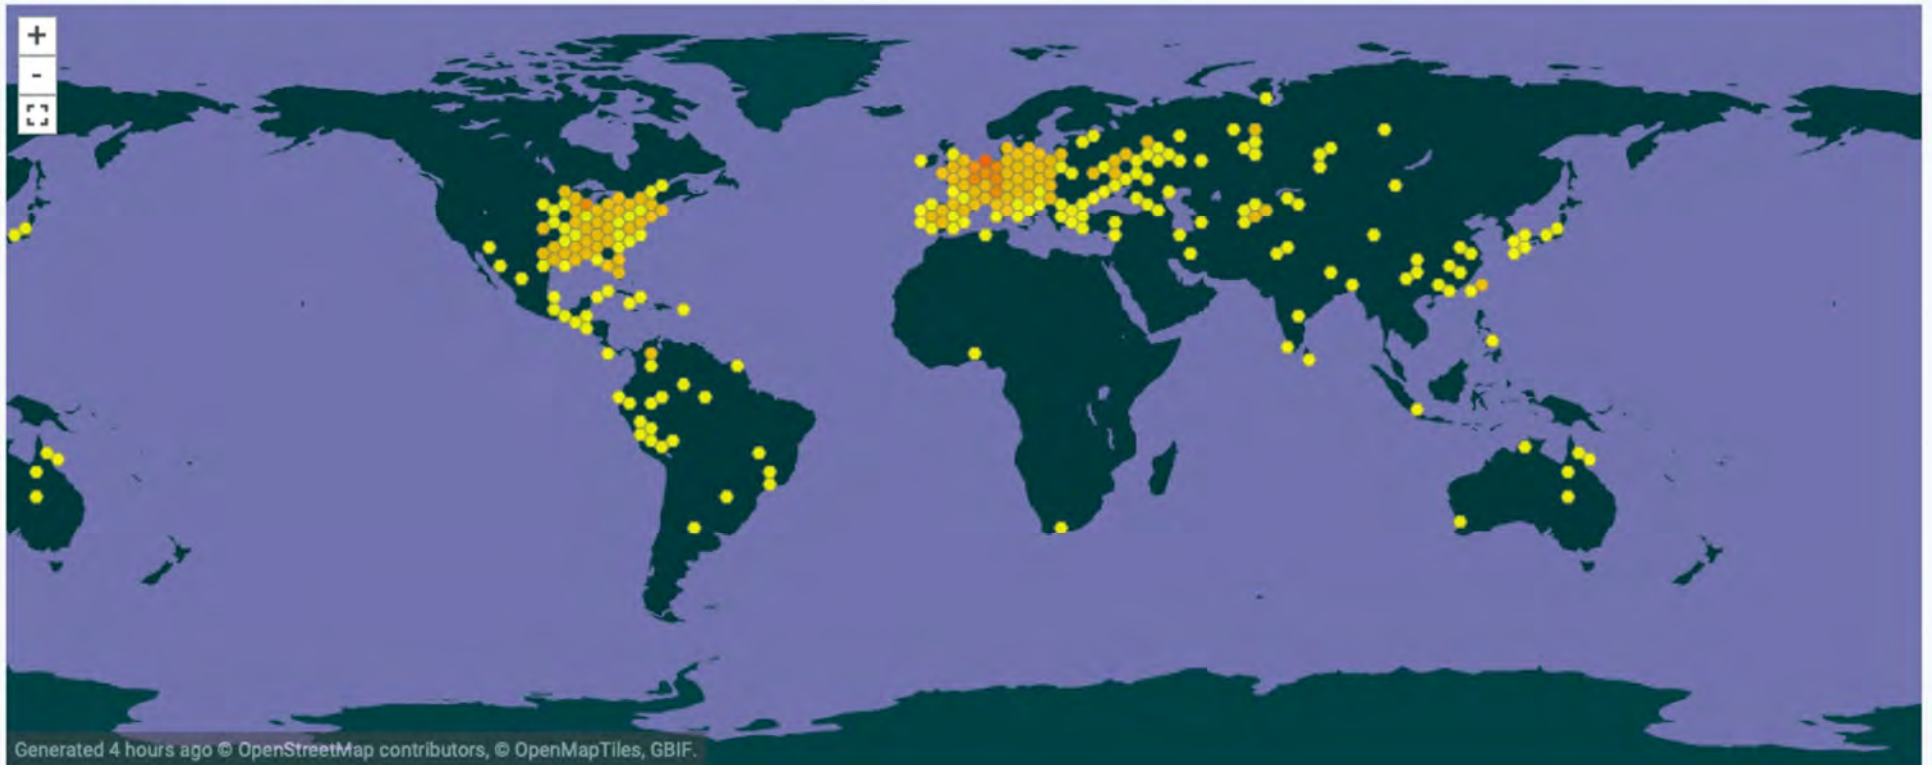 +
-
Generated 4 hours ago © OpenStreetMap contributors, © OpenMapTiles, GBIF.